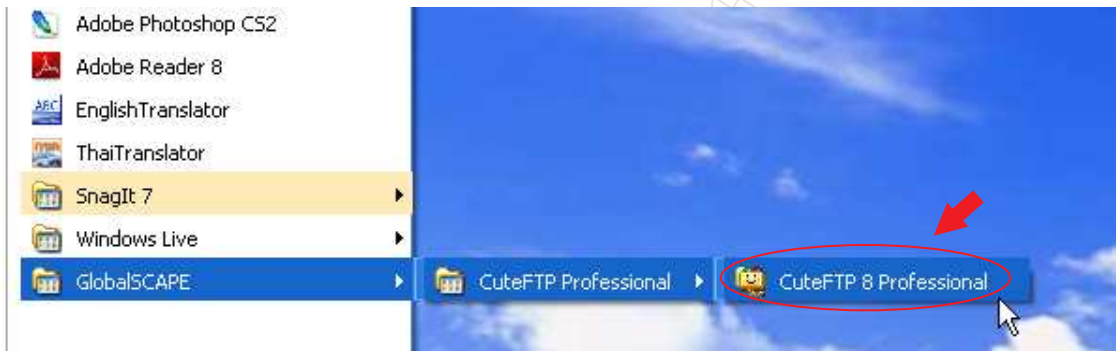 Adobe Photoshop CS2
Adobe Reader 8
EnglishTranslator
ThaiTranslator
SnagIt 7
Windows Live
GlobalSCAPE
CuteFTP Professional
CuteFTP 8 Professional